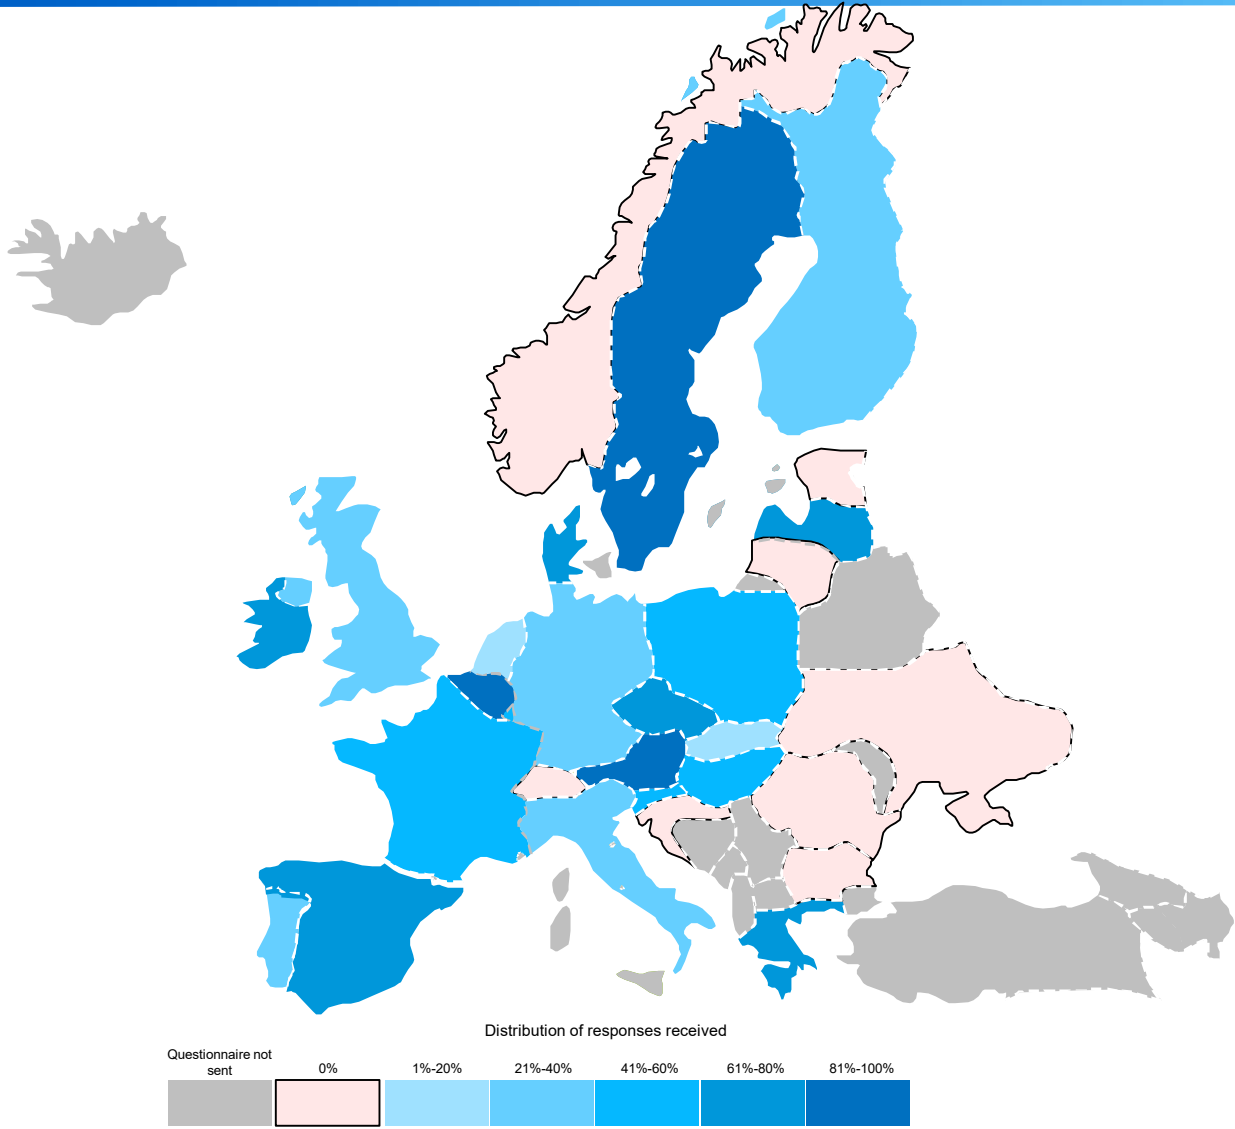 Distribution of responses received
Questionnaire not
sent
0%
1%-20%
21%-40%
41%-60%
61%-80%
81%-100%